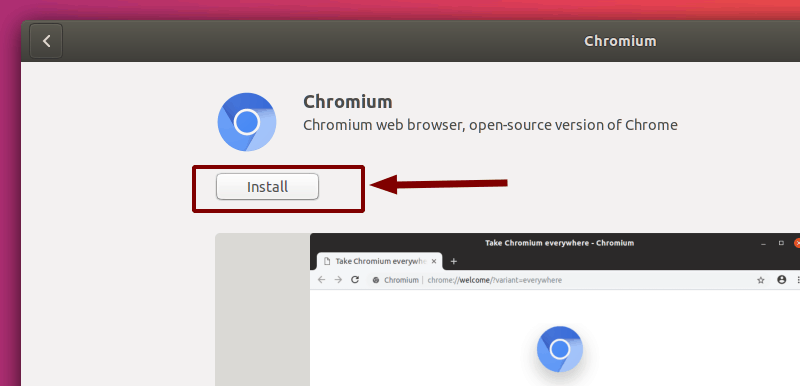 Chromium
Chromium
Chromium web browser, open-source version of Chrome
Install
Take Chromium everywhere - Chromium
Take Chromium everywhe
Chromium | chrome://welcome/?variant=everywhere